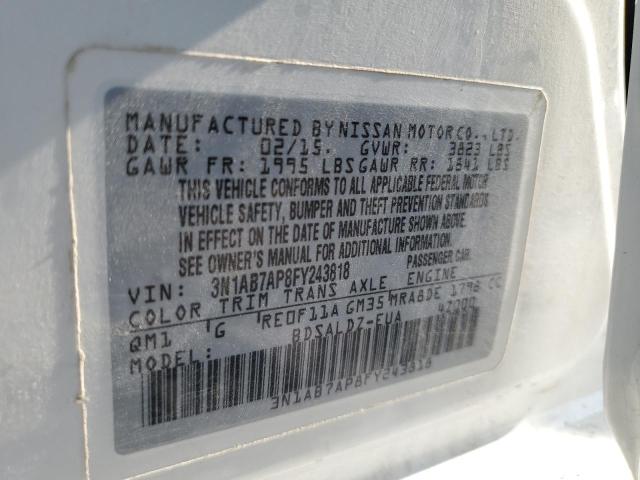 MANUFACTURED BY NISSAN MOTOR CO., LTD.
DATE: 02/15. GVWR: 3823 LBS
GAWR FR: 1995 LBS GAWR RR: 1841 LBS
THIS VEHICLE CONFORMS TO ALL APPLICABLE FEDERAL MOTOR
VEHICLE SAFETY, BUMPER AND THEFT PREVENTION STANDARDS
IN EFFECT ON THE DATE OF MANUFACTURE SHOWN ABOVE.
SEE OWNER'S MANUAL FOR ADDITIONAL INFORMATION.
VIN: 3N1AB7AP8FY243818 PASSENGER CAR
COLOR TRIM TRANS AXLE ENGINE
QM1 G RE0F11A GM35 MRA8DE 1798 CC
MODEL: BDSALDZ-EUA
3N1AB7AP8FY243818